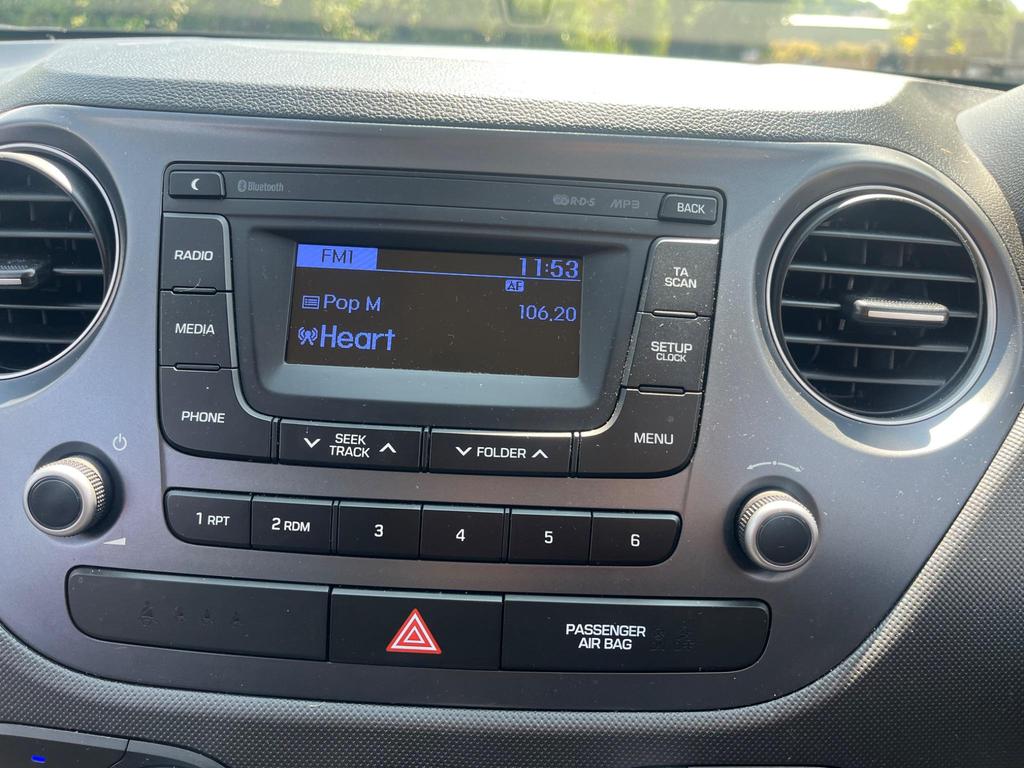 Bluetooth
R·D·S MP3
BACK
RADIO
MEDIA
PHONE
FM1
11:53
AF
Pop M
106.20
Heart
TA
SCAN
SETUP
CLOCK
MENU
SEEK
TRACK
FOLDER
1 RPT
2 RDM
3
4
5
6
PASSENGER
AIR BAG